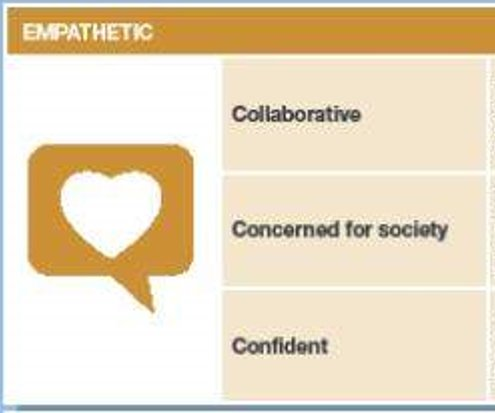 EMPATHETIC
Collaborative
Concerned for society
Confident